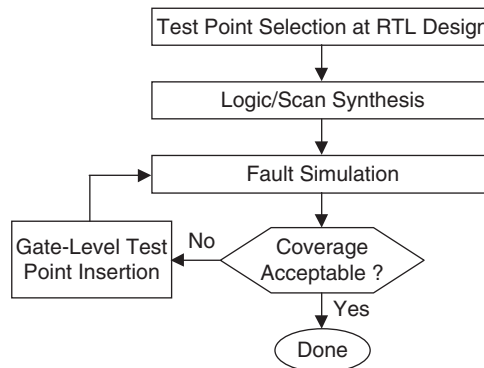 Test Point Selection at RTL Design
Logic/Scan Synthesis
Fault Simulation
Gate-Level Test
Point Insertion
No
Coverage
Acceptable ?
Yes
Done